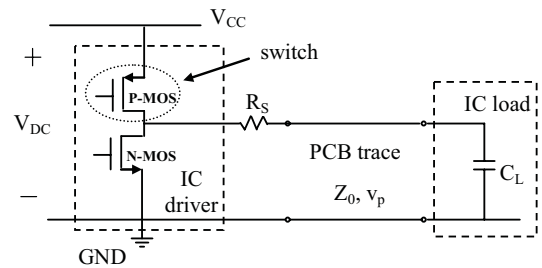 V_CC
+
switch
P-MOS
R_S
IC load
V_DC
N-MOS
PCB trace
C_L
IC
driver
Z_0, v_p
−
GND